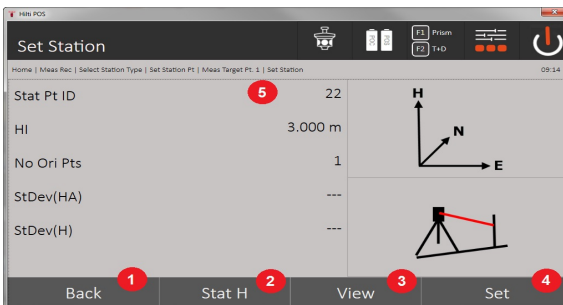 Hilti POS
Set Station
POC
POS
F1 Prism
F2 T+D
Home | Meas Rec | Select Station Type | Set Station Pt | Meas Target Pt. 1 | Set Station
09:14
Stat Pt ID 5 22
HI 3.000 m
No Ori Pts 1
StDev(HA) ---
StDev(H) ---
H
N
E
1 2 3 4
Back Stat H View Set